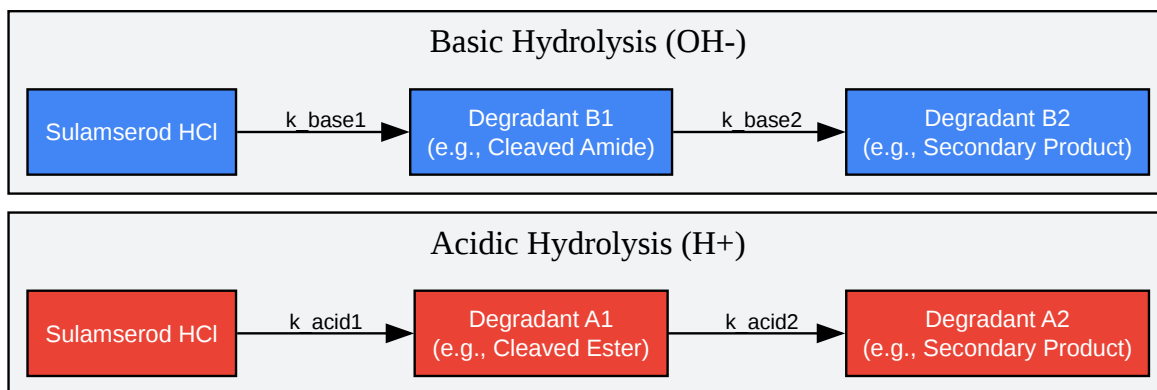 Basic Hydrolysis (OH-)
Sulamserod HCl
k_base1
Degradant B1
(e.g., Cleaved Amide)
k_base2
Degradant B2
(e.g., Secondary Product)
Acidic Hydrolysis (H+)
Sulamserod HCl
k_acid1
Degradant A1
(e.g., Cleaved Ester)
k_acid2
Degradant A2
(e.g., Secondary Product)